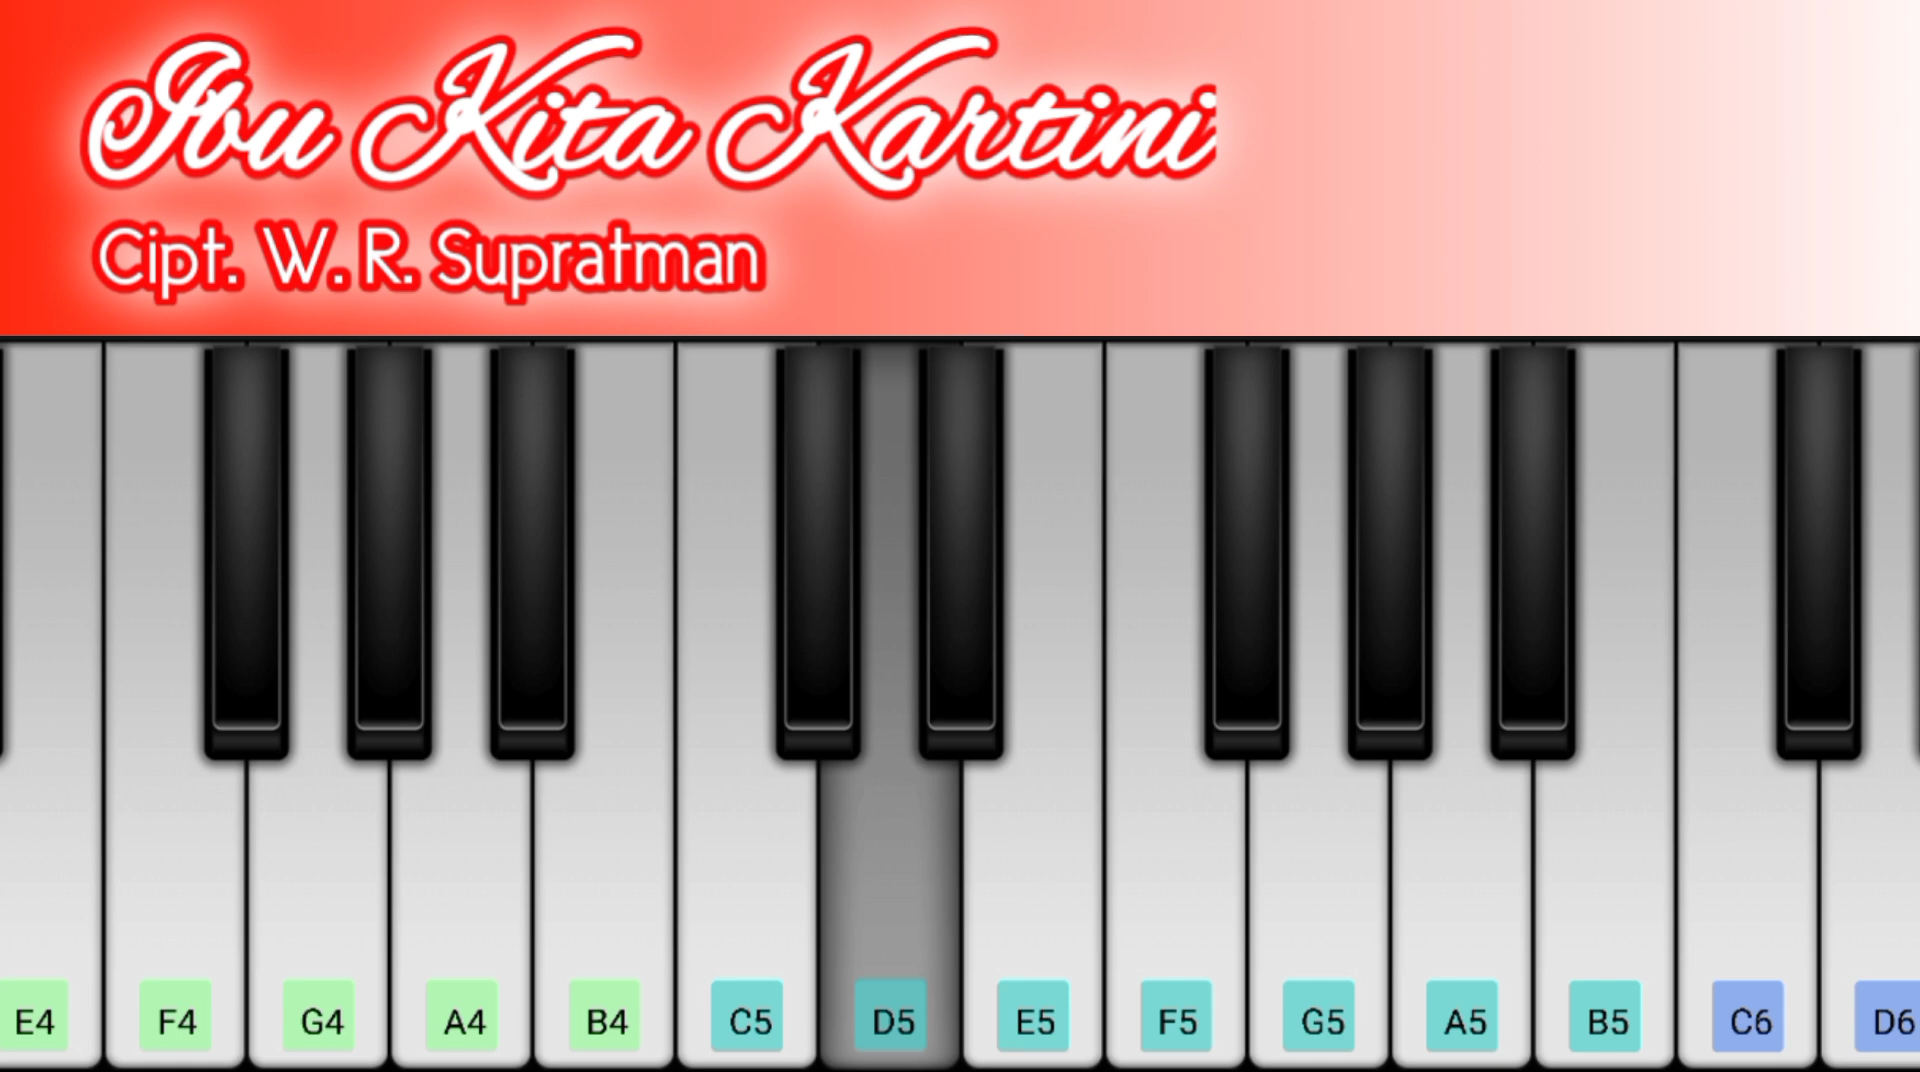 Ibu Kita Kartini
Cipt. W. R. Supratman
E4 F4 G4 A4 B4 C5 D5 E5 F5 G5 A5 B5 C6 D6